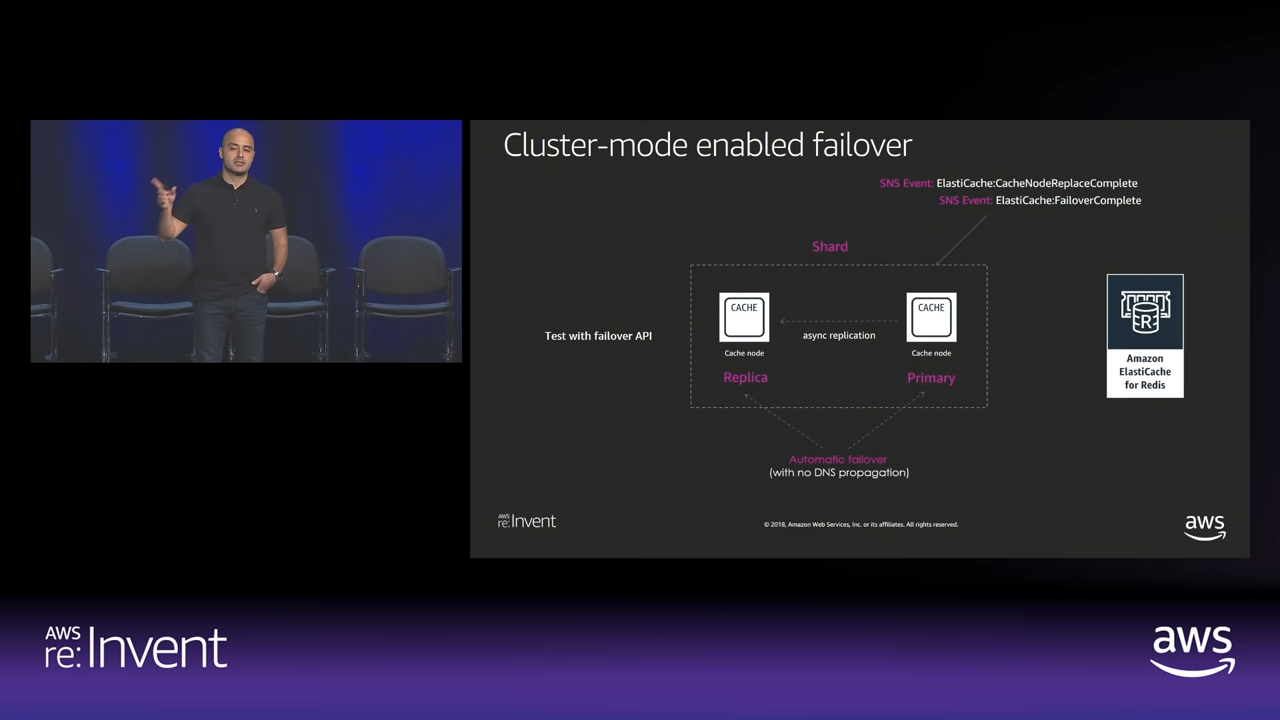 Cluster-mode enabled failover
SNS Event: ElastiCache:CacheNodeReplaceComplete
SNS Event: ElastiCache:FailoverComplete
Shard
CACHE
CACHE
Test with failover API
async replication
Cache node
Cache node
Replica
Primary
R
Amazon
ElastiCache
for Redis
Automatic failover
(with no DNS propagation)
AWS
re:Invent
© 2018, Amazon Web Services, Inc. or its affiliates. All rights reserved.
aws
AWS
re:Invent
aws